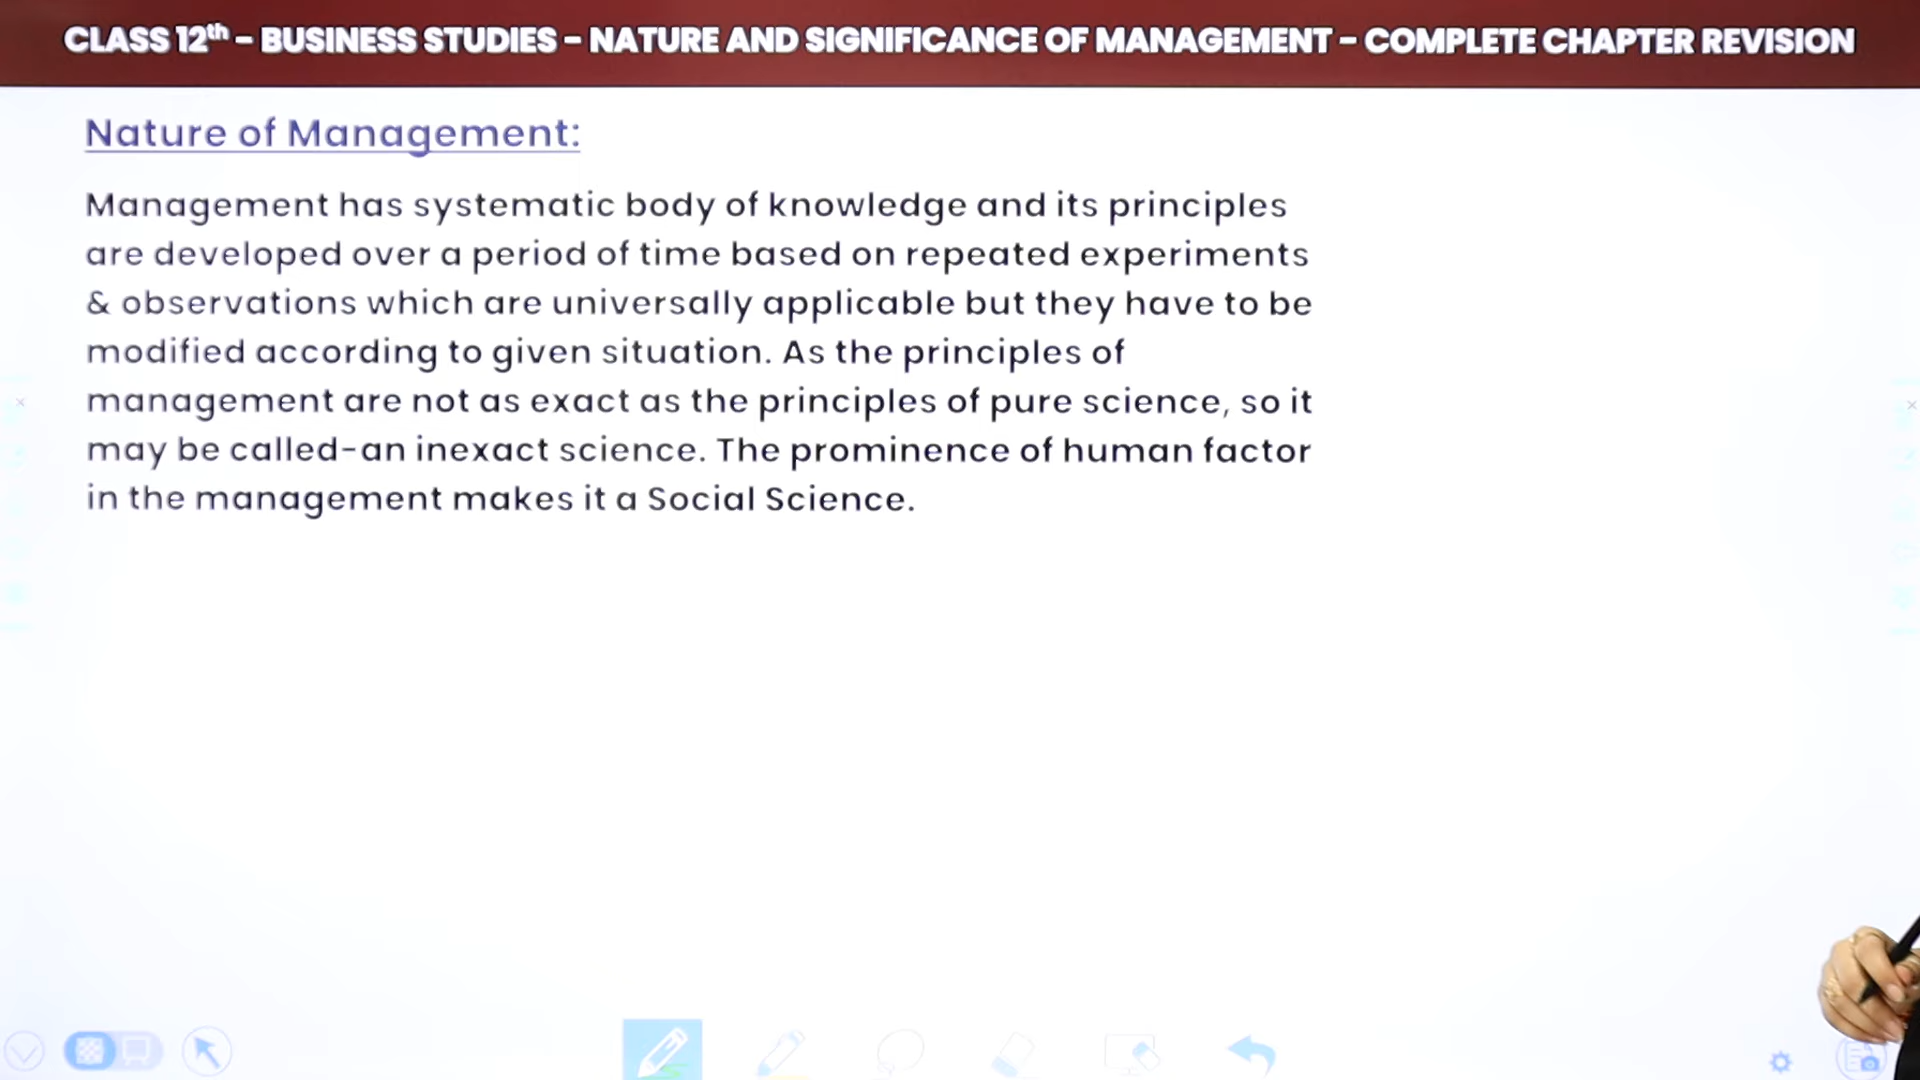 CLASS 12th - BUSINESS STUDIES - NATURE AND SIGNIFICANCE OF MANAGEMENT - COMPLETE CHAPTER REVISION
Nature of Management:
Management has systematic body of knowledge and its principles
are developed over a period of time based on repeated experiments
& observations which are universally applicable but they have to be
modified according to given situation. As the principles of
management are not as exact as the principles of pure science, so it
may be called-an inexact science. The prominence of human factor
in the management makes it a Social Science.